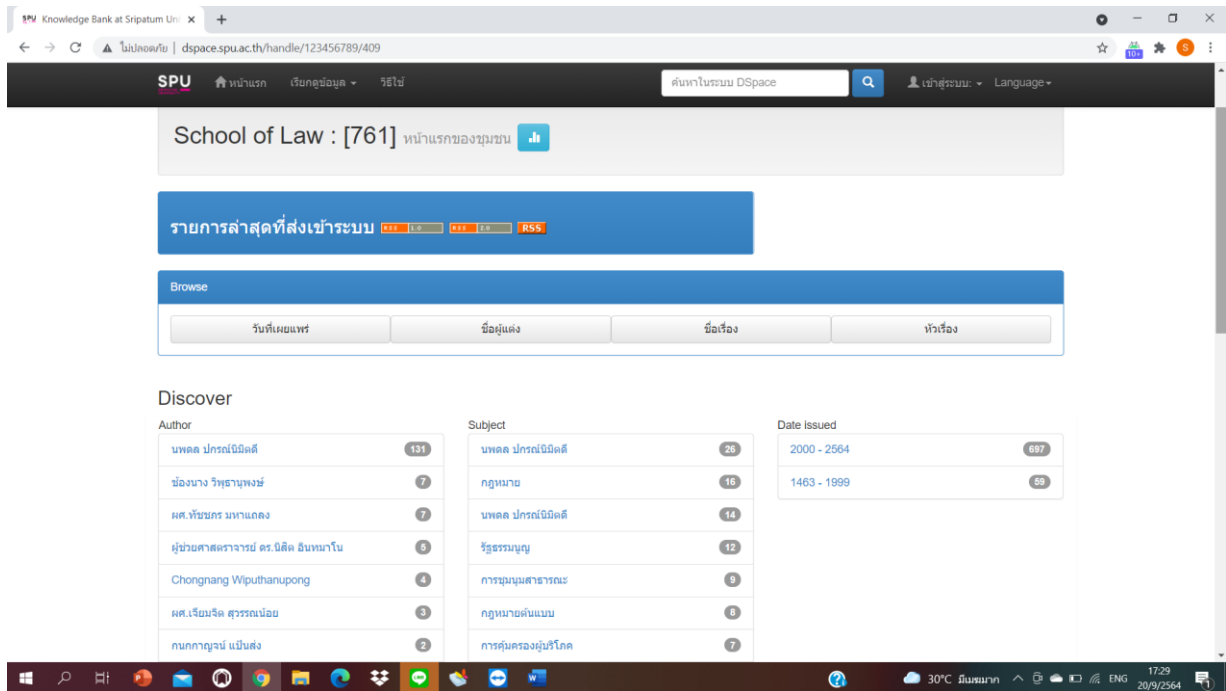 Knowledge Bank at Sripatum Uni
ไม่ปลอดภัย | dspace.spu.ac.th/handle/123456789/409
10+
S
SPU หน้าแรก เรียกดูข้อมูล วิธีใช้ ค้นหาในระบบ DSpace เข้าสู่ระบบ: Language
School of Law : [761] หน้าแรกของชุมชน
รายการล่าสุดที่ส่งเข้าระบบ RSS 1.0 RSS 2.0 RSS
Browse
วันที่เผยแพร่ ชื่อผู้แต่ง ชื่อเรื่อง หัวเรื่อง
Discover
Author
นพดล ปกรณ์นิมิตดี 131
ช่องนาง วิพุธานุพงษ์ 7
ผศ.ทัชชภร มหาแถลง 7
ผู้ช่วยศาสตราจารย์ ดร.นิสิต อินทมาโน 5
Chongnang Wiputhanupong 4
ผศ.เจียมจิต สุวรรณน้อย 3
กนกกาญจน์ แป้นส่ง 2
Subject
นพดล ปกรณ์นิมิตดี 26
กฎหมาย 16
นพดล ปกรณ์นิมิตดี 14
รัฐธรรมนูญ 12
การชุมนุมสาธารณะ 9
กฎหมายต้นแบบ 8
การคุ้มครองผู้บริโภค 7
Date issued
2000 - 2564 697
1463 - 1999 59
30°C มีเมฆมาก ENG 17:29
20/9/2564